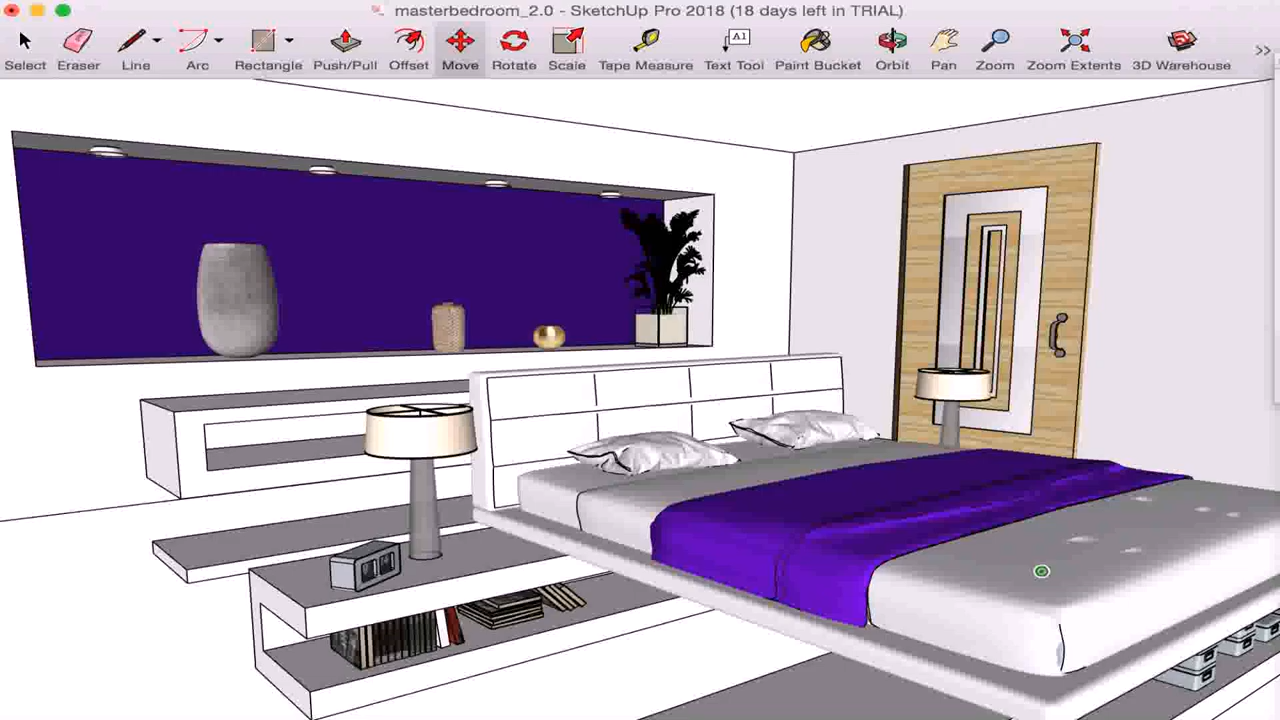 masterbedroom_2.0 - SketchUp Pro 2018 (18 days left in TRIAL)
Select Eraser Line Arc Rectangle Push/Pull Offset Move Rotate Scale Tape Measure Text Tool Paint Bucket Orbit Pan Zoom Zoom Extents 3D Warehouse